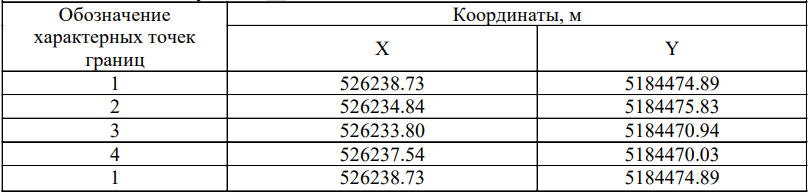 Обозначение характерных точек границ
Координаты, м
X Y
1 526238.73 5184474.89
2 526234.84 5184475.83
3 526233.80 5184470.94
4 526237.54 5184470.03
1 526238.73 5184474.89